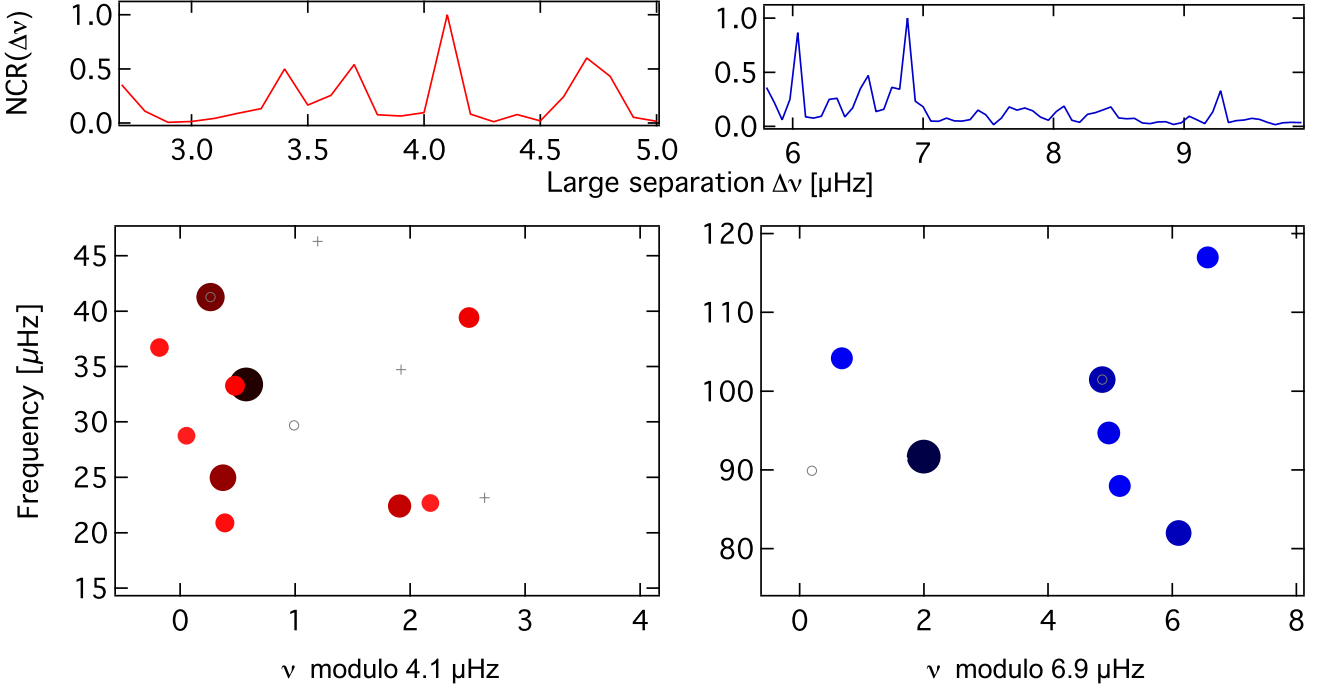 NCR(Δν)
1.0
0.5
0.0
3.0 3.5 4.0 4.5 5.0
1.0
0.5
0.0
6 7 8 9
Large separation Δν [µHz]
Frequency [µHz]
45
40
35
30
25
20
15
0 1 2 3 4
ν modulo 4.1 µHz
120
110
100
90
80
0 2 4 6 8
ν modulo 6.9 µHz